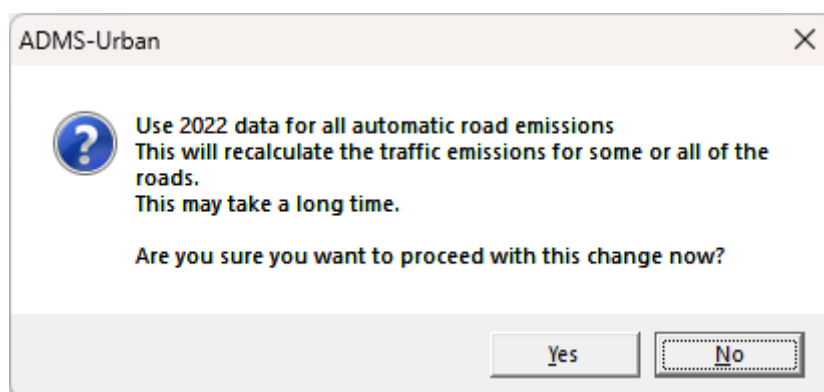 ADMS-Urban
Use 2022 data for all automatic road emissions
This will recalculate the traffic emissions for some or all of the
roads.
This may take a long time.
Are you sure you want to proceed with this change now?
Yes
No